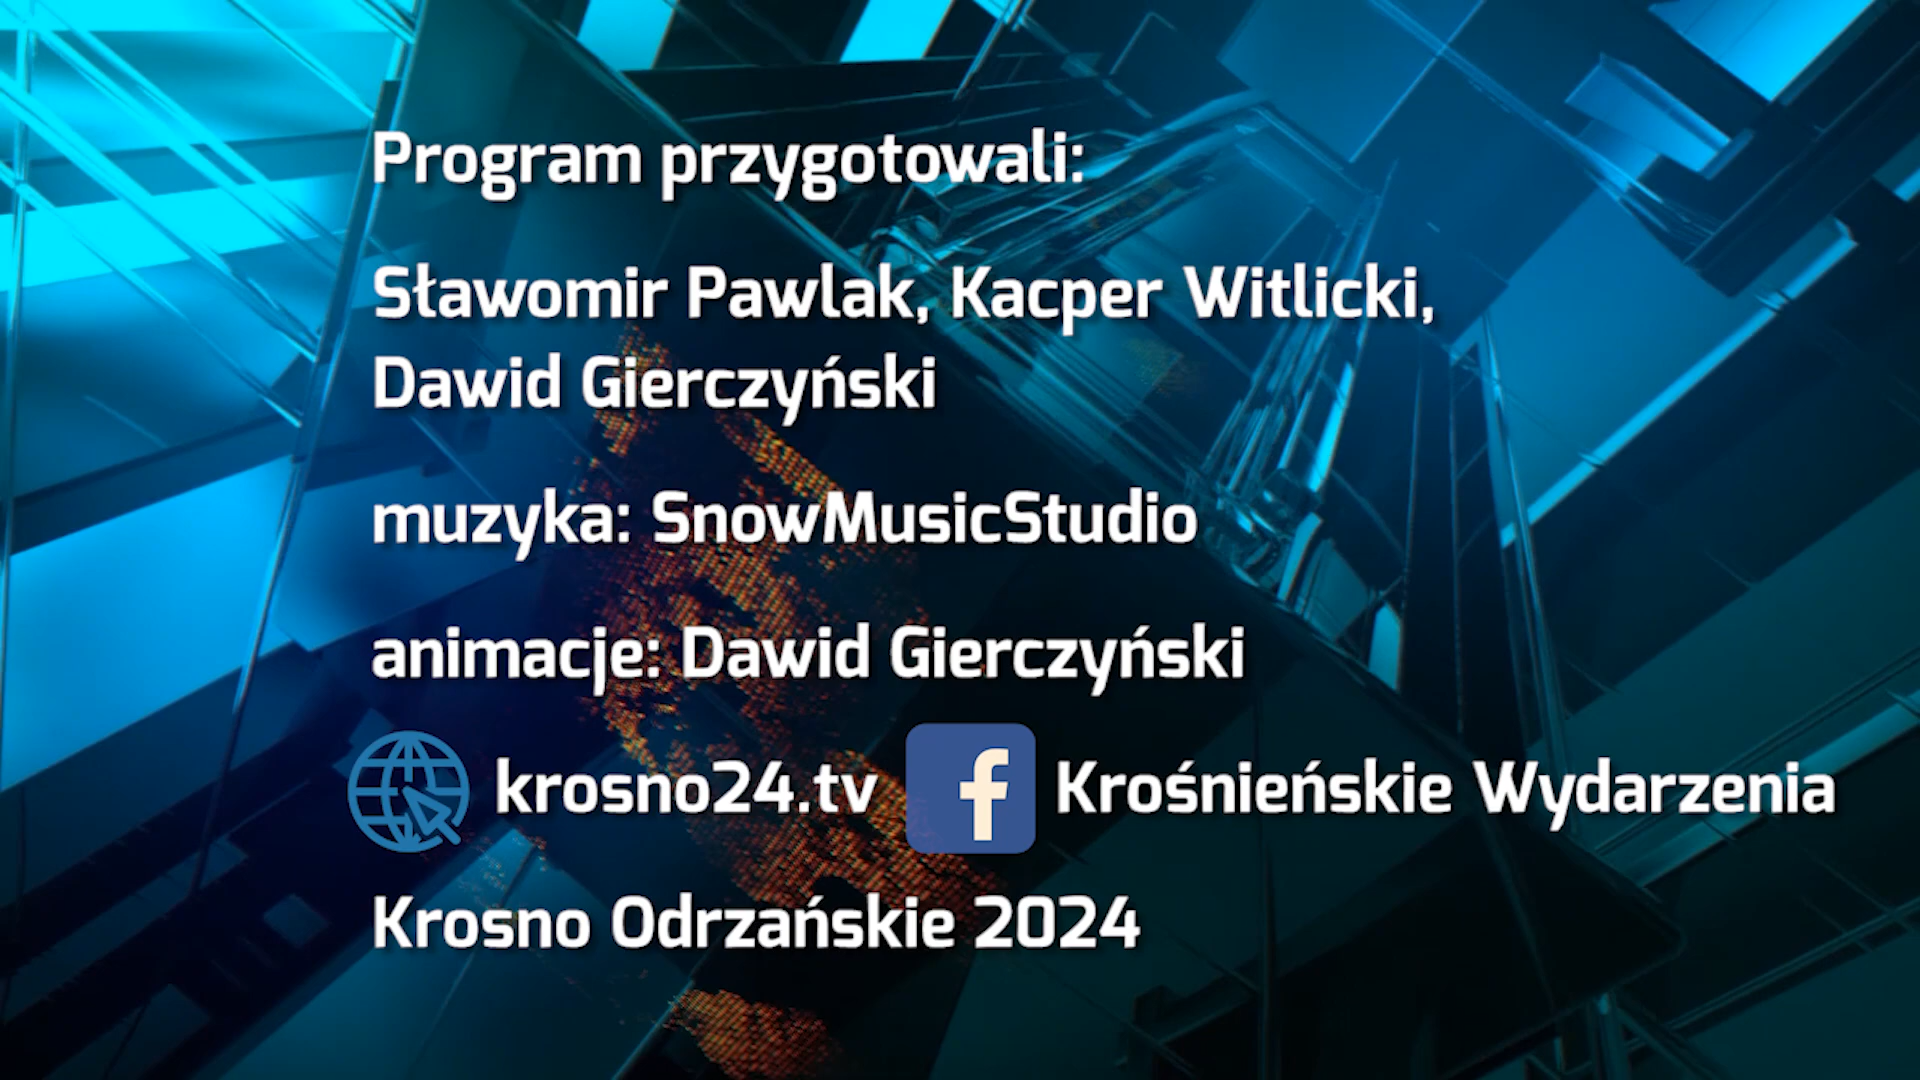 Program przygotowali:
Sławomir Pawlak, Kacper Witlicki,
Dawid Gierczyński
muzyka: SnowMusicStudio
animacje: Dawid Gierczyński
krosno24.tv f Krośnieńskie Wydarzenia
Krosno Odrzańskie 2024